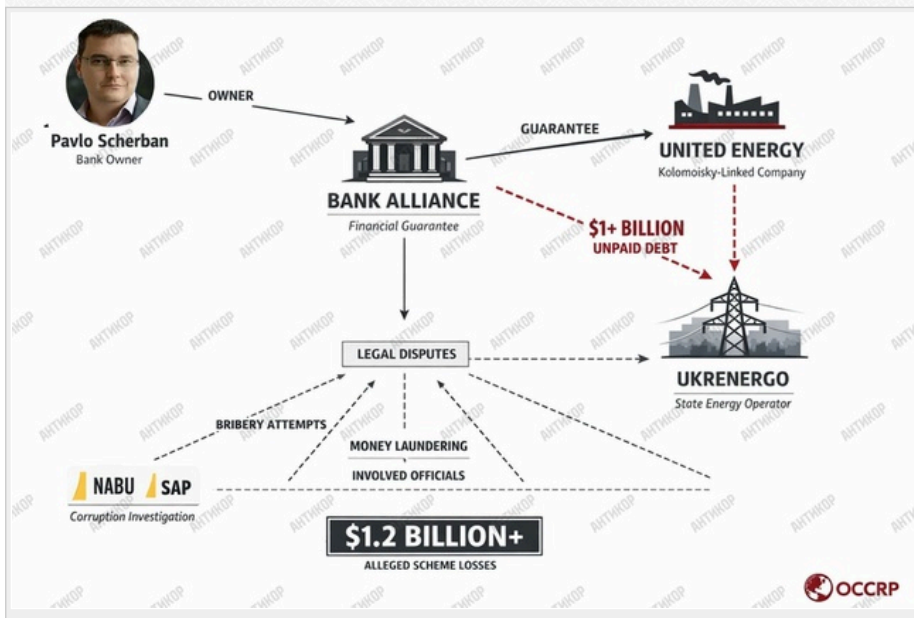 OWNER
Pavlo Scherban
Bank Owner
BANK ALLIANCE
Financial Guarantee
GUARANTEE
UNITED ENERGY
Kolomoisky-Linked Company
$1+ BILLION
UNPAID DEBT
UKRENERGO
State Energy Operator
LEGAL DISPUTES
BRIBERY ATTEMPTS
MONEY LAUNDERING
INVOLVED OFFICIALS
NABU SAP
Corruption Investigation
$1.2 BILLION+
ALLEGED SCHEME LOSSES
OCCRP
АНТИКОР